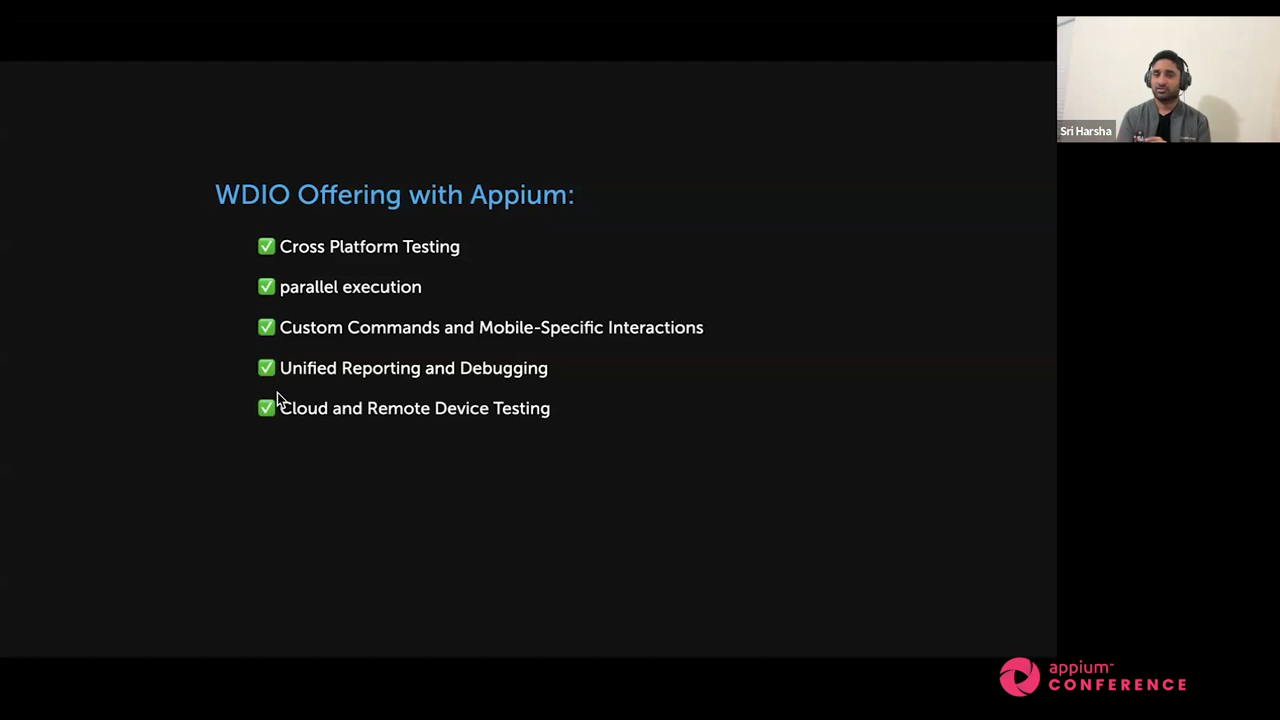 WDIO Offering with Appium:
✅ Cross Platform Testing
✅ parallel execution
✅ Custom Commands and Mobile-Specific Interactions
✅ Unified Reporting and Debugging
✅ Cloud and Remote Device Testing
Sri Harsha
appium™
CONFERENCE